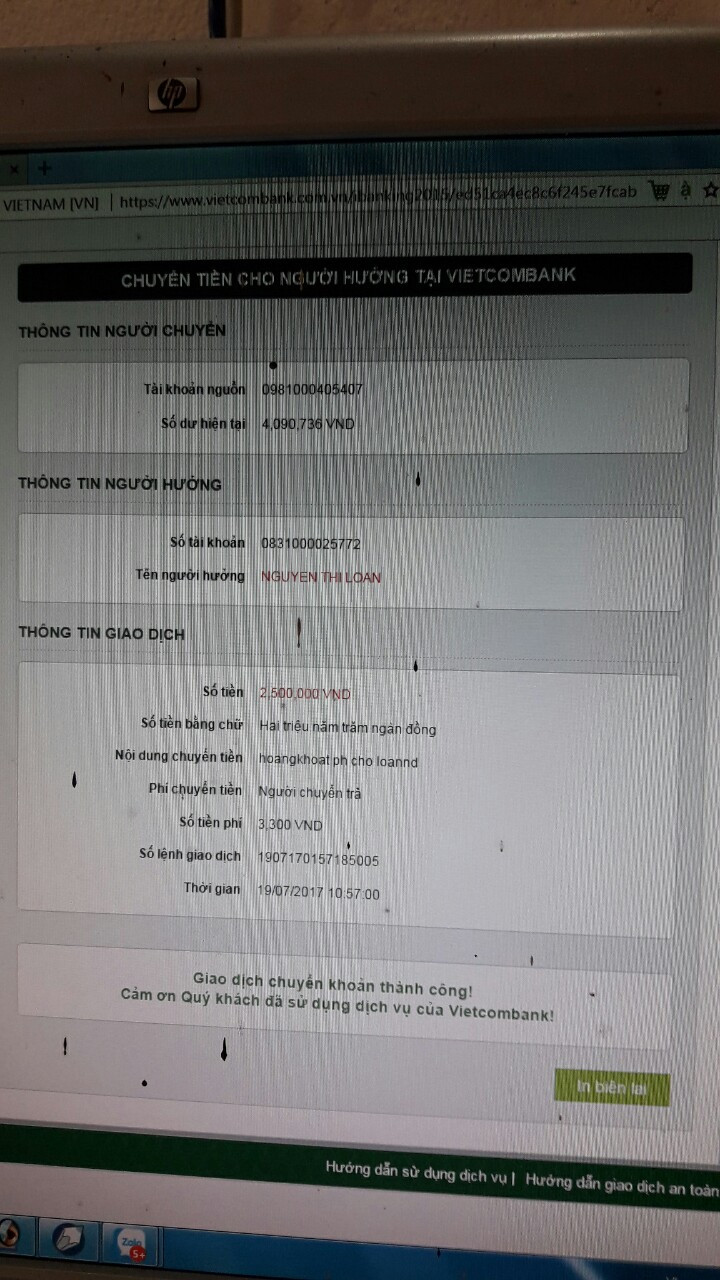 hp
VIETNAM [VN] | https://www.vietcombank.com.vn/ibanking2015/ed51ca4ec8c6f245e7fcab
CHUYỂN TIỀN CHO NGƯỜI HƯỞNG TẠI VIETCOMBANK
THÔNG TIN NGƯỜI CHUYỂN
Tài khoản nguồn 0981000405407
Số dư hiện tại 4,090,736 VND
THÔNG TIN NGƯỜI HƯỞNG
Số tài khoản 0831000025772
Tên người hưởng NGUYEN THI LOAN
THÔNG TIN GIAO DỊCH
Số tiền 2,500,000 VND
Số tiền bằng chữ Hai triệu năm trăm ngàn đồng
Nội dung chuyển tiền hoangkhoat ph cho loannd
Phí chuyển tiền Người chuyển trả
Số tiền phí 3,300 VND
Số lệnh giao dịch 1907170157185005
Thời gian 19/07/2017 10:57:00
Giao dịch chuyển khoản thành công!
Cảm ơn Quý khách đã sử dụng dịch vụ của Vietcombank!
In biên lai
Hướng dẫn sử dụng dịch vụ | Hướng dẫn giao dịch an toàn
Zalo
5+